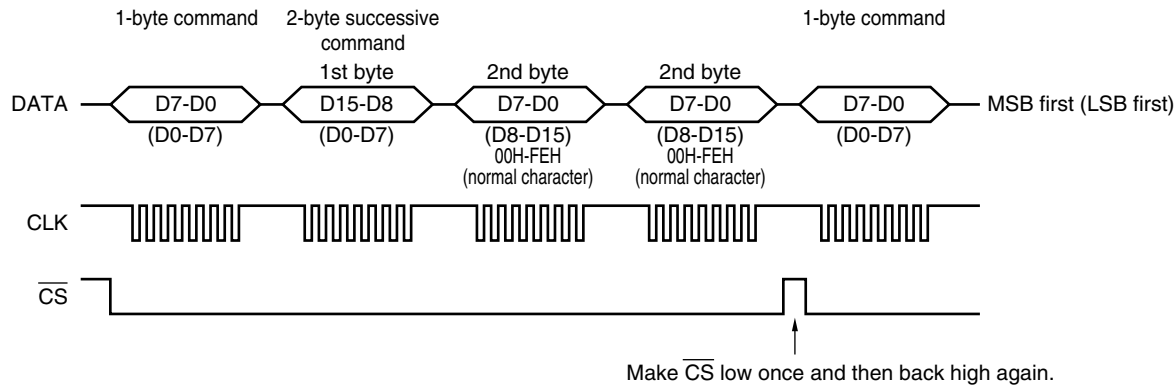 1-byte command 2-byte successive 1-byte command
command
1st byte 2nd byte 2nd byte
DATA D7-D0 D15-D8 D7-D0 D7-D0 D7-D0 MSB first (LSB first)
(D0-D7) (D0-D7) (D8-D15) (D8-D15) (D0-D7)
00H-FEH 00H-FEH
(normal character) (normal character)
CLK
CS
Make CS low once and then back high again.